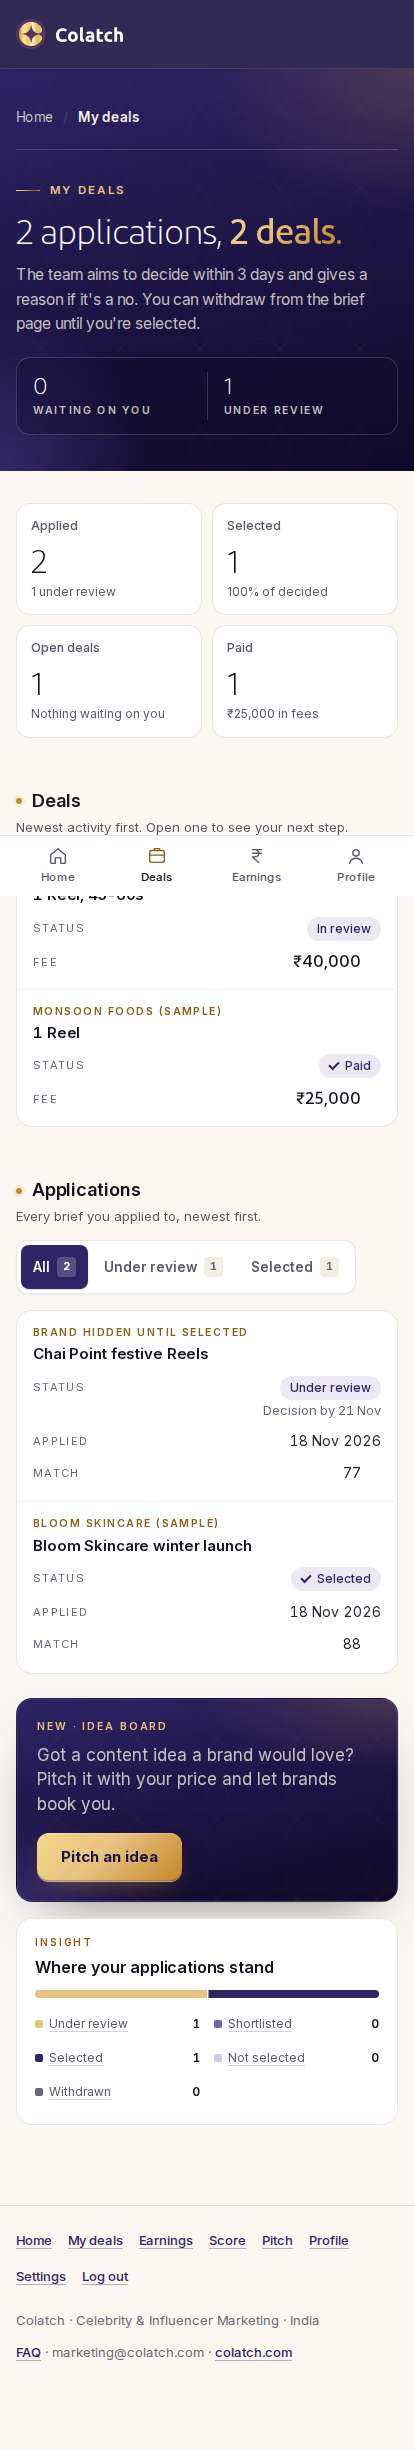 Colatch
Home / My deals
MY DEALS
2 applications, 2 deals.
The team aims to decide within 3 days and gives a
reason if it's a no. You can withdraw from the brief
page until you're selected.
0
WAITING ON YOU
1
UNDER REVIEW
Applied
2
1 under review
Selected
1
100% of decided
Open deals
1
Nothing waiting on you
Paid
1
₹25,000 in fees
Deals
Newest activity first. Open one to see your next step.
Home
Deals
Earnings
Profile
STATUS
In review
FEE
₹40,000
MONSOON FOODS (SAMPLE)
1 Reel
STATUS
Paid
FEE
₹25,000
Applications
Every brief you applied to, newest first.
All 2
Under review 1
Selected 1
BRAND HIDDEN UNTIL SELECTED
Chai Point festive Reels
STATUS
Under review
Decision by 21 Nov
APPLIED
18 Nov 2026
MATCH
77
BLOOM SKINCARE (SAMPLE)
Bloom Skincare winter launch
STATUS
Selected
APPLIED
18 Nov 2026
MATCH
88
NEW · IDEA BOARD
Got a content idea a brand would love?
Pitch it with your price and let brands
book you.
Pitch an idea
INSIGHT
Where your applications stand
Under review 1
Shortlisted 0
Selected 1
Not selected 0
Withdrawn 0
Home My deals Earnings Score Pitch Profile
Settings Log out
Colatch · Celebrity & Influencer Marketing · India
FAQ · marketing@colatch.com · colatch.com